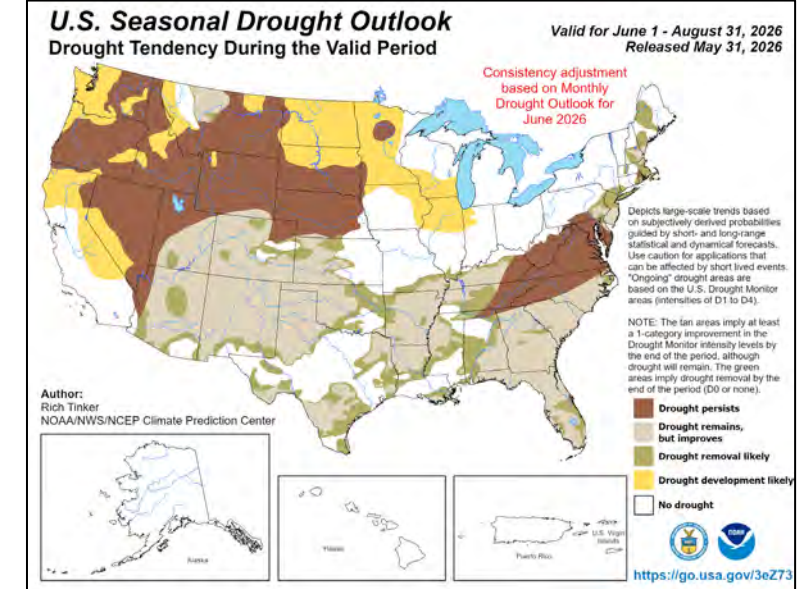 U.S. Seasonal Drought Outlook
Drought Tendency During the Valid Period
Valid for June 1 - August 31, 2026
Released May 31, 2026
Consistency adjustment
based on Monthly
Drought Outlook for
June 2026
Depicts large-scale trends based
on subjectively derived probabilities
guided by short- and long-range
statistical and dynamical forecasts.
Use caution for applications that
can be affected by short lived events.
"Ongoing" drought areas are
based on the U.S. Drought Monitor
areas (intensities of D1 to D4).
NOTE: The tan areas imply at least
a 1-category improvement in the
Drought Monitor intensity levels by
the end of the period, although
drought will remain. The green
areas imply drought removal by the
end of the period (D0 or none).
Author:
Rich Tinker
NOAA/NWS/NCEP Climate Prediction Center
Drought persists
Drought remains,
but improves
Drought removal likely
Drought development likely
No drought
Alaska
Hawaii
Puerto Rico
U.S. Virgin
Islands
NOAA
https://go.usa.gov/3eZ73